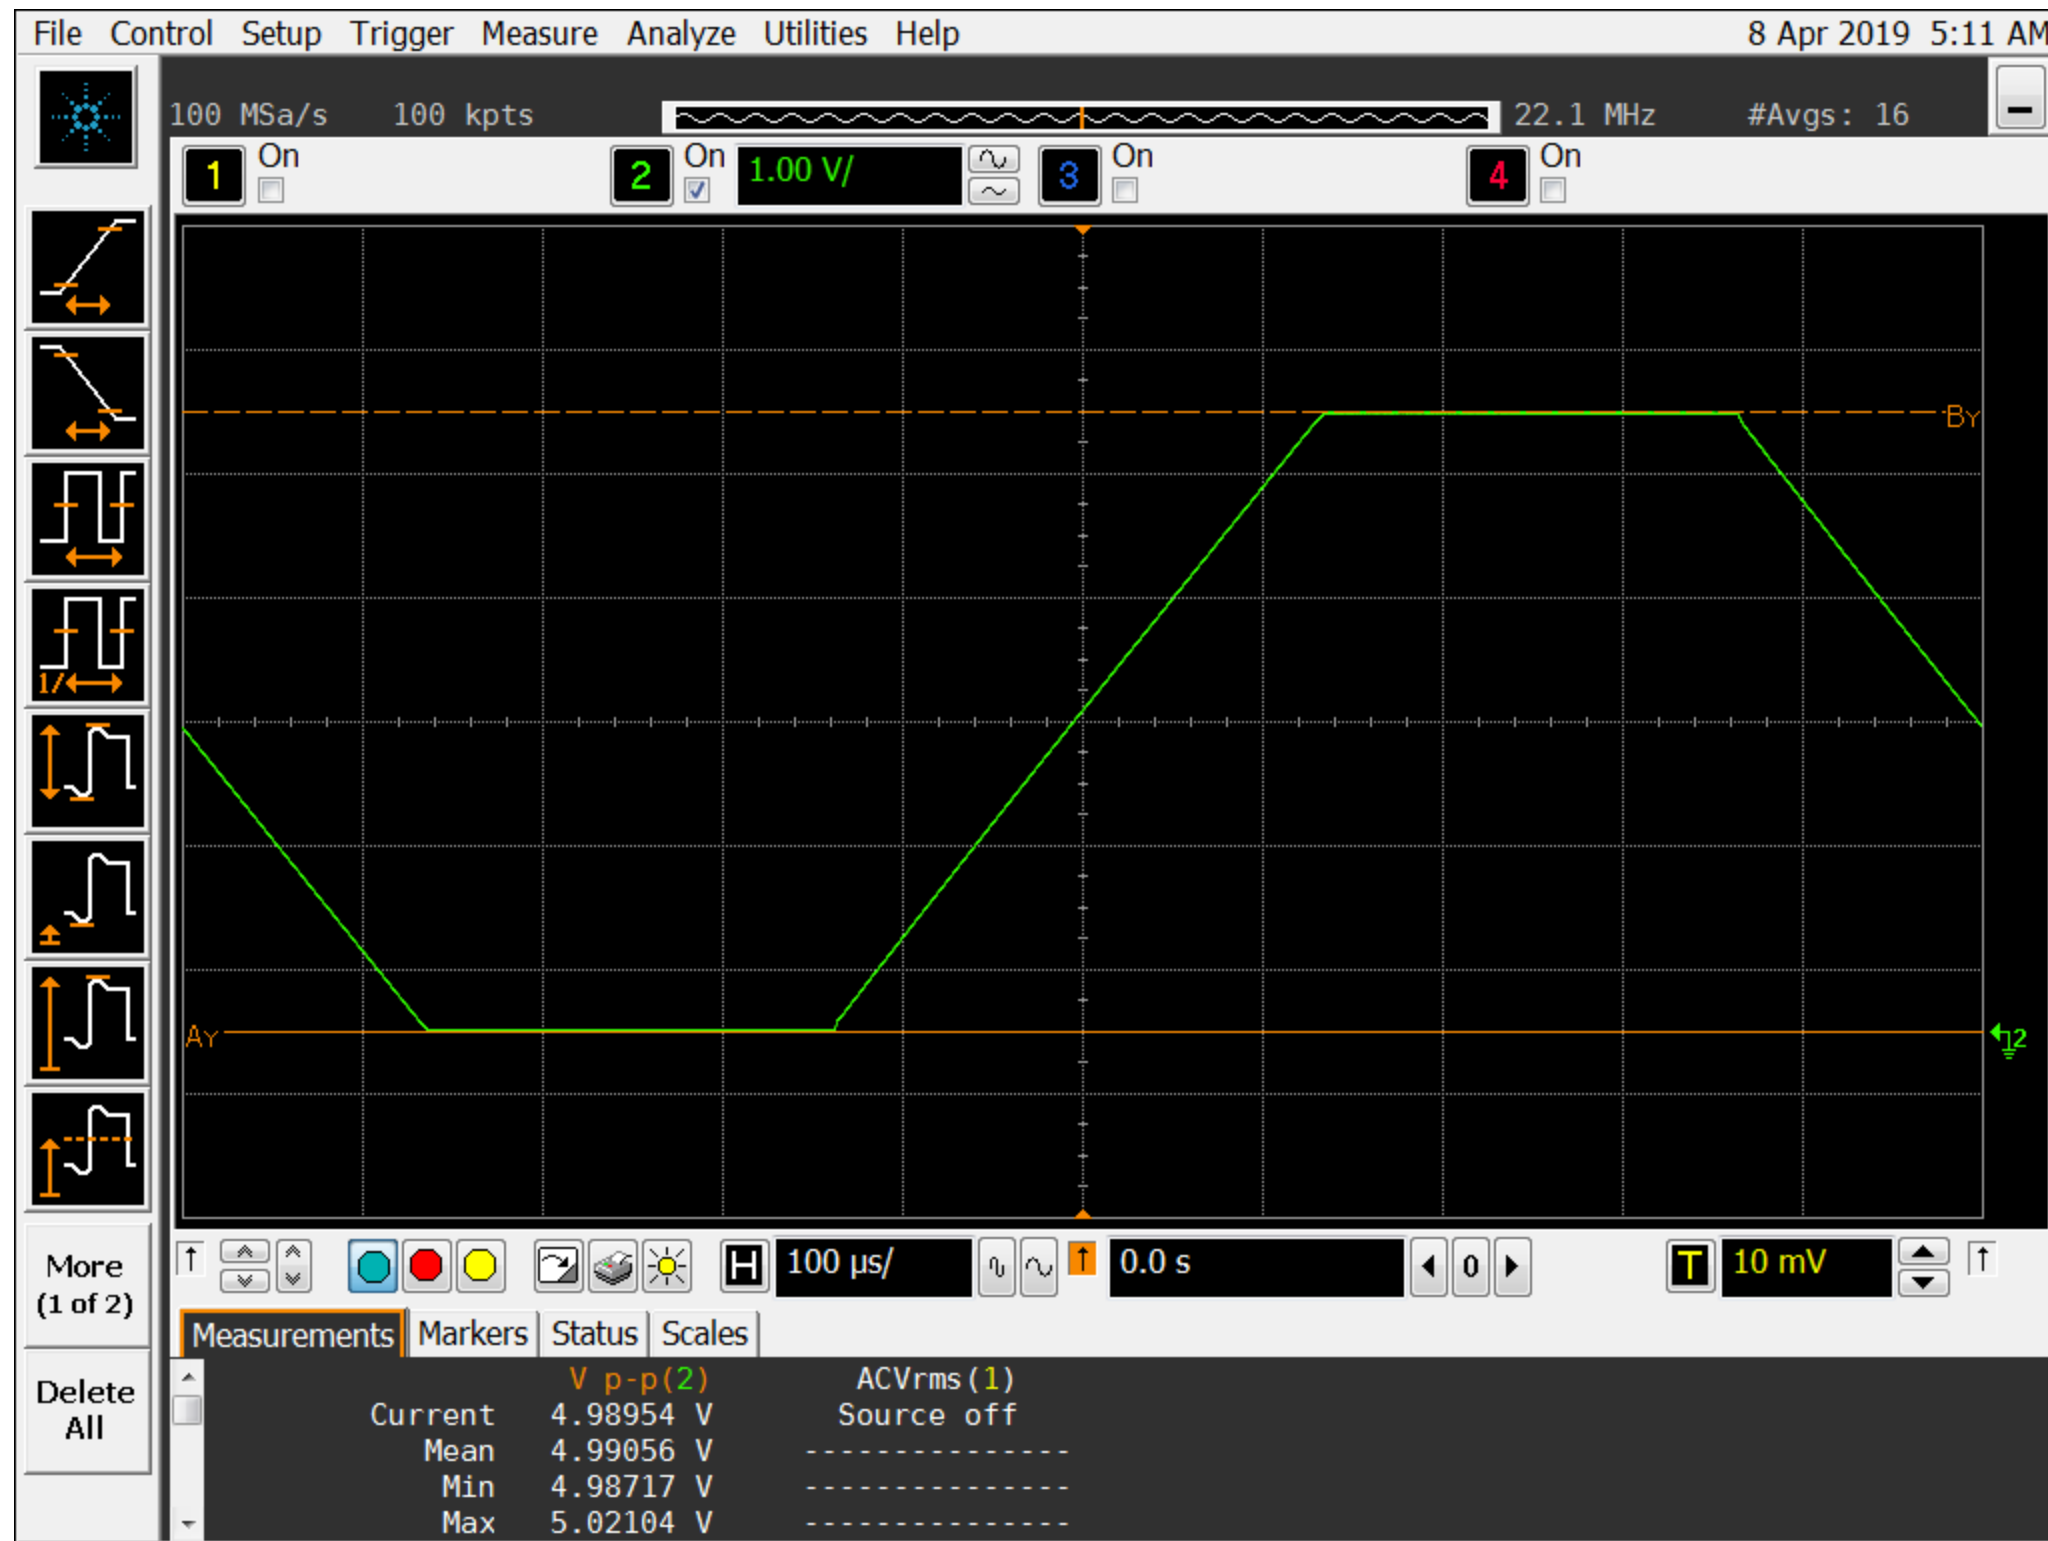 File Control Setup Trigger Measure Analyze Utilities Help 8 Apr 2019 5:11 AM
100 MSa/s 100 kpts 22.1 MHz #Avgs: 16
1 On 2 On 1.00 V/ 3 On 4 On
BY
AY
2
1/
More
(1 of 2)
Delete
All
H 100 µs/ 0.0 s 0 T 10 mV
Measurements Markers Status Scales
V p-p(2) ACVrms(1)
Current 4.98954 V Source off
Mean 4.99056 V ---------------
Min 4.98717 V ---------------
Max 5.02104 V ---------------